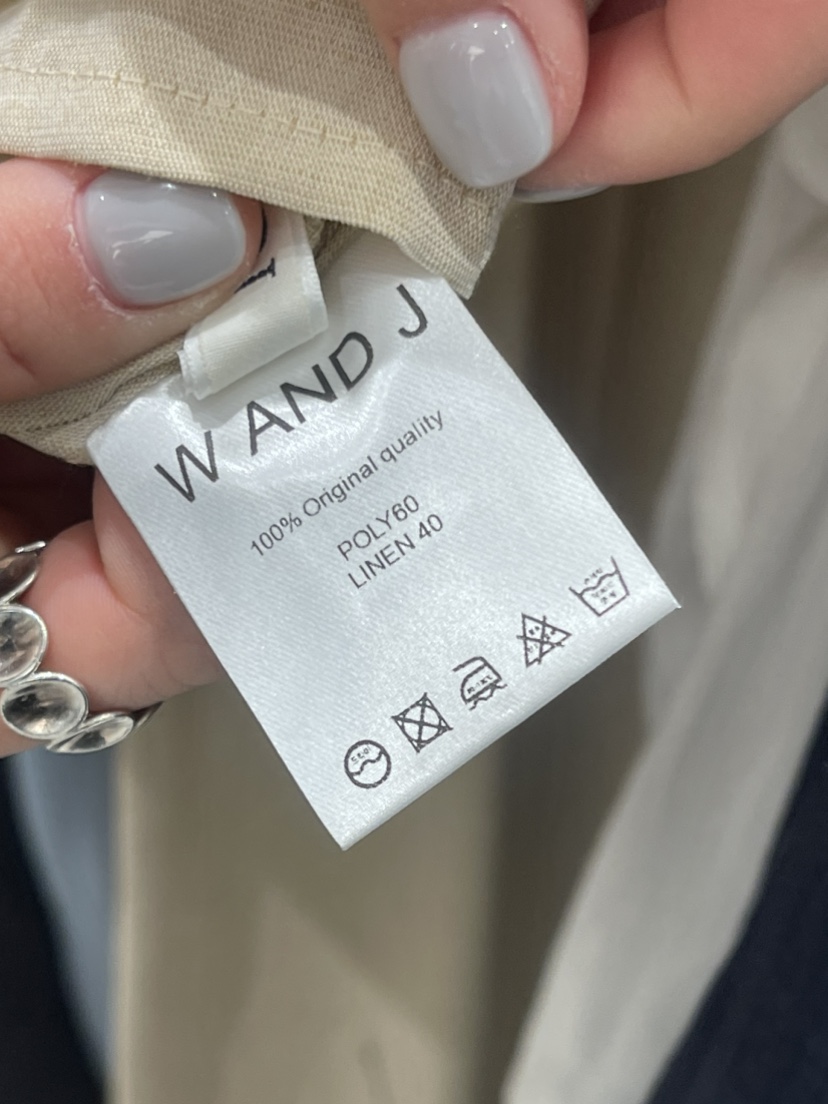 W AND J
100% Original quality
POLY60
LINEN 40